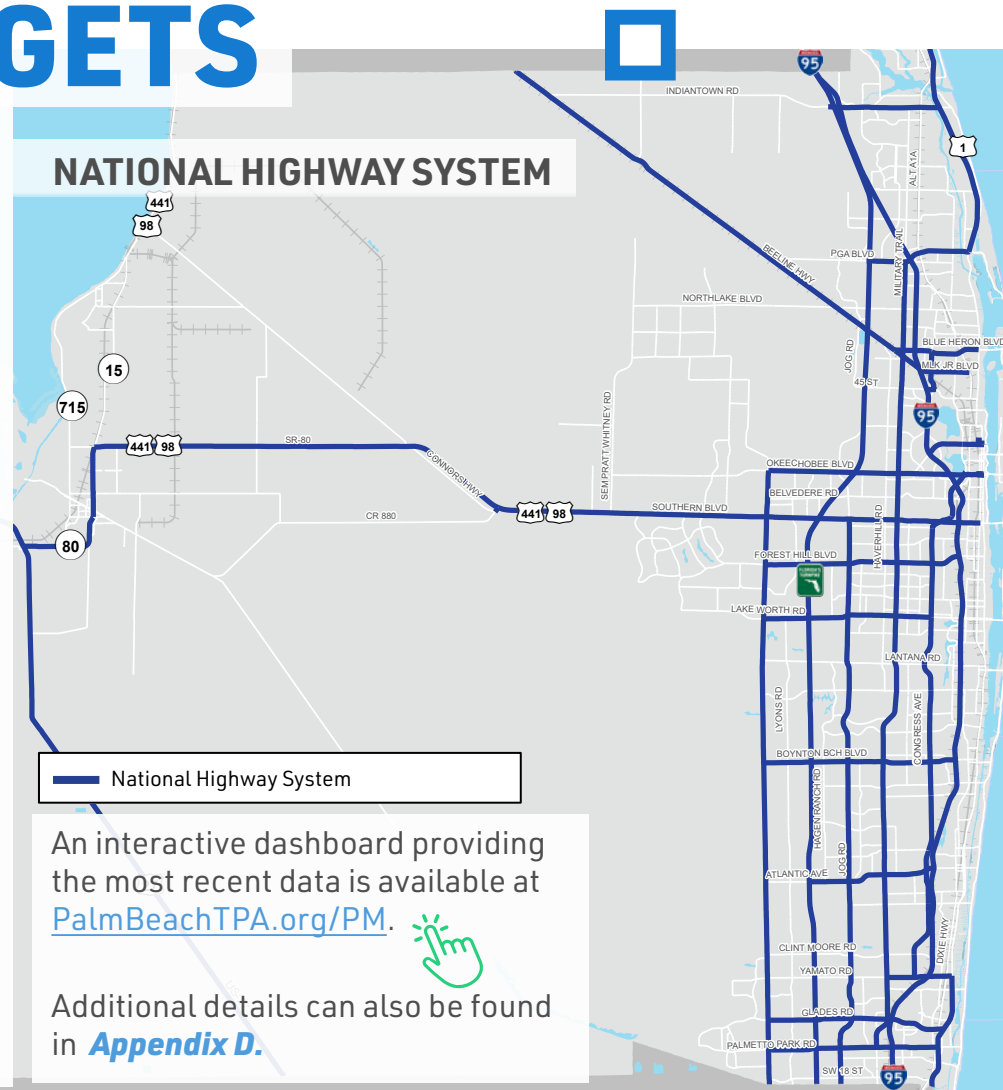 GETS
NATIONAL HIGHWAY SYSTEM
95
INDIANTOWN RD
1
ALT A1A
441
98
BEELINE HWY
PGA BLVD
MILITARY TRAIL
NORTHLAKE BLVD
BLUE HERON BLVD
JOG RD
MLK JR BLVD
15
45 ST
715
95
SEM PRATT WHITNEY RD
441 98
SR-80
CONNORS HWY
OKEECHOBEE BLVD
BELVEDERE RD
441 98
SOUTHERN BLVD
CR 880
HAVERHILL RD
80
FOREST HILL BLVD
FLORIDA'S TURNPIKE
LAKE WORTH RD
LANTANA RD
LYONS RD
CONGRESS AVE
BOYNTON BCH BLVD
National Highway System
HAGEN RANCH RD
JOG RD
An interactive dashboard providing
the most recent data is available at
PalmBeachTPA.org/PM.
ATLANTIC AVE
DIXIE HWY
CLINT MOORE RD
YAMATO RD
Additional details can also be found
in Appendix D.
GLADES RD
PALMETTO PARK RD
SW 18 ST
95